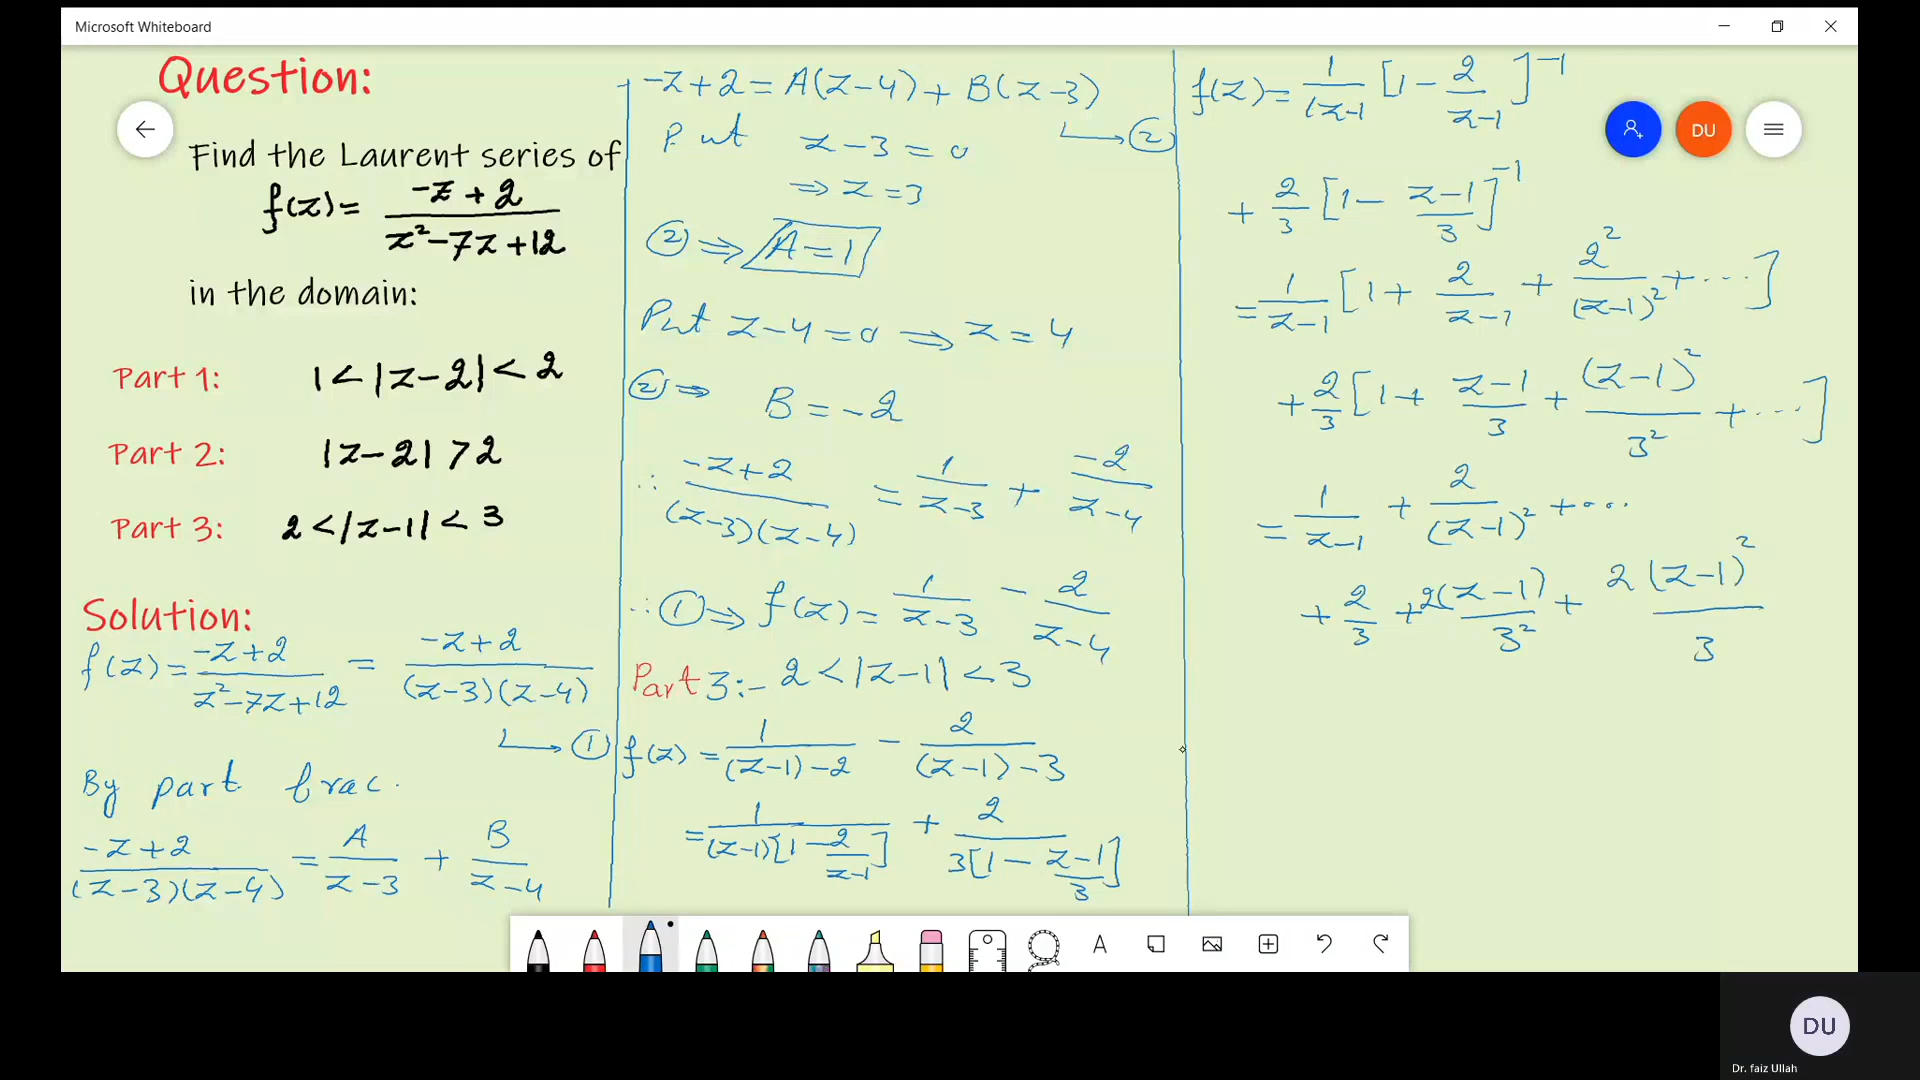 Microsoft Whiteboard
Question:
Find the Laurent series of
f(z) = (-z + 2)/(z² - 7z + 12)
in the domain:
Part 1: 1 < |z - 2| < 2
Part 2: |z - 2| > 2
Part 3: 2 < |z - 1| < 3
Solution:
f(z) = (-z + 2)/(z² - 7z + 12) = (-z + 2)/((z - 3)(z - 4))
↳ ①
By part frac.
(-z + 2)/((z - 3)(z - 4)) = A/(z - 3) + B/(z - 4)
-z + 2 = A(z - 4) + B(z - 3)
↳ ②
Put z - 3 = 0
⇒ z = 3
② ⇒ A = 1
Put z - 4 = 0 ⇒ z = 4
② ⇒ B = -2
∴ (-z + 2)/((z - 3)(z - 4)) = 1/(z - 3) + -2/(z - 4)
∴ ① ⇒ f(z) = 1/(z - 3) - 2/(z - 4)
Part 3:- 2 < |z - 1| < 3
f(z) = 1/((z - 1) - 2) - 2/((z - 1) - 3)
= 1/((z - 1)[1 - 2/(z - 1)]) + 2/(3[1 - (z - 1)/3])
f(z) = 1/(z - 1) [1 - 2/(z - 1)]⁻¹
+ 2/3 [1 - (z - 1)/3]⁻¹
= 1/(z - 1) [1 + 2/(z - 1) + 2²/(z - 1)² + ....]
+ 2/3 [1 + (z - 1)/3 + (z - 1)²/3² + ....]
= 1/(z - 1) + 2/(z - 1)² + ....
+ 2/3 + 2(z - 1)/3² + 2(z - 1)²/3
DU
A
DU
Dr. faiz Ullah